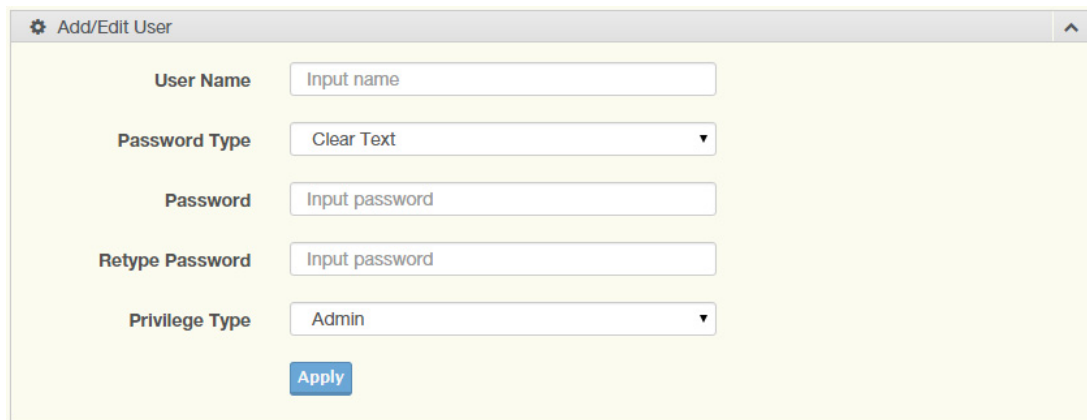 Add/Edit User
User Name Input name
Password Type Clear Text
Password Input password
Retype Password Input password
Privilege Type Admin
Apply